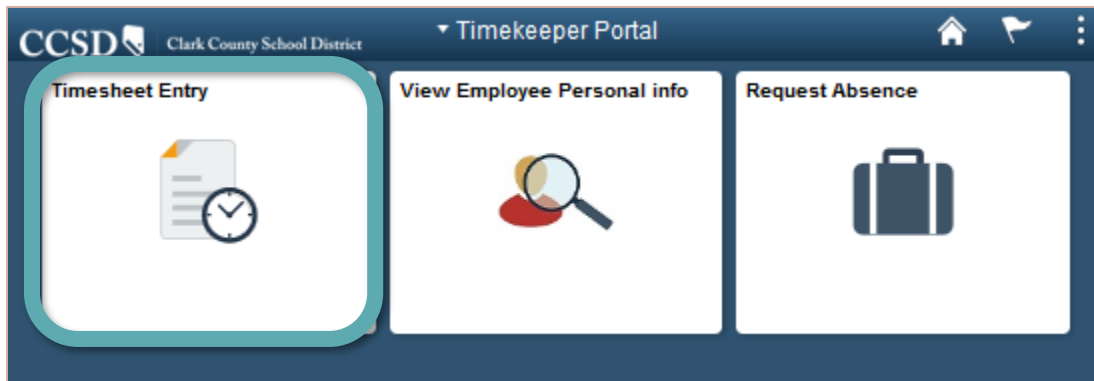 CCSD Clark County School District
Timekeeper Portal
Timesheet Entry
View Employee Personal info
Request Absence